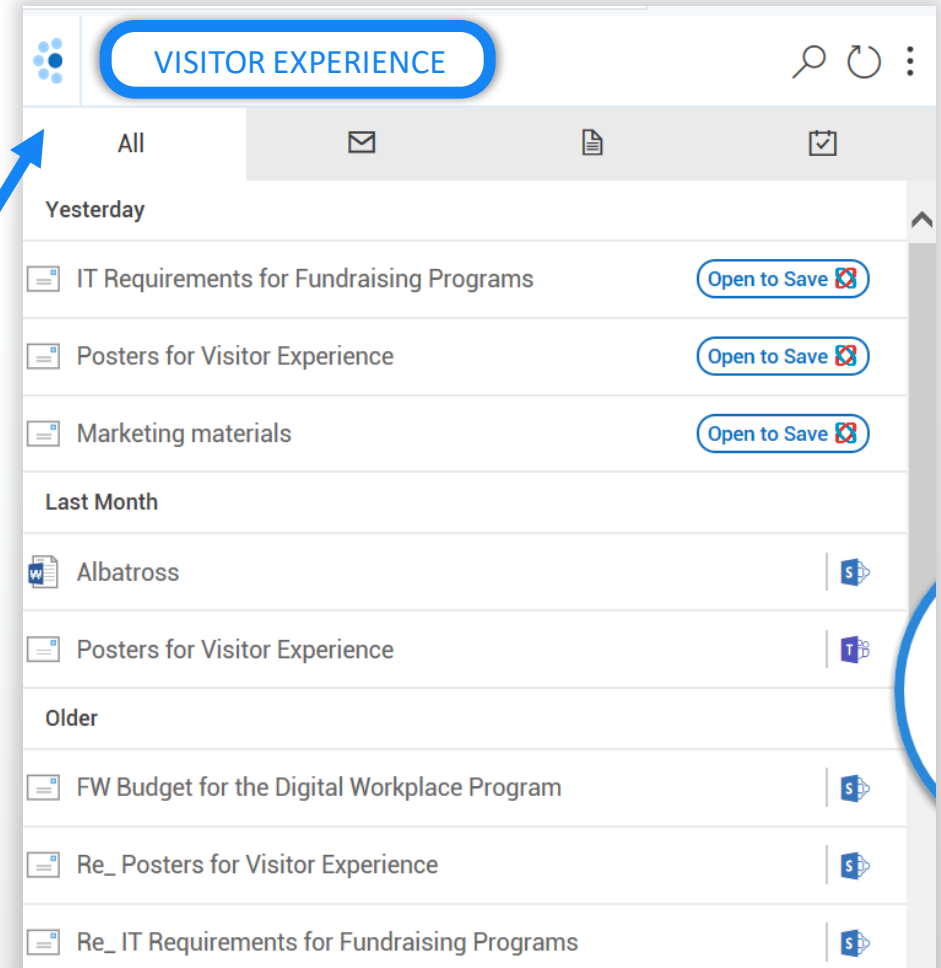 VISITOR EXPERIENCE
All
Yesterday
IT Requirements for Fundraising Programs Open to Save
Posters for Visitor Experience Open to Save
Marketing materials Open to Save
Last Month
Albatross
Posters for Visitor Experience
Older
FW Budget for the Digital Workplace Program
Re_ Posters for Visitor Experience
Re_ IT Requirements for Fundraising Programs